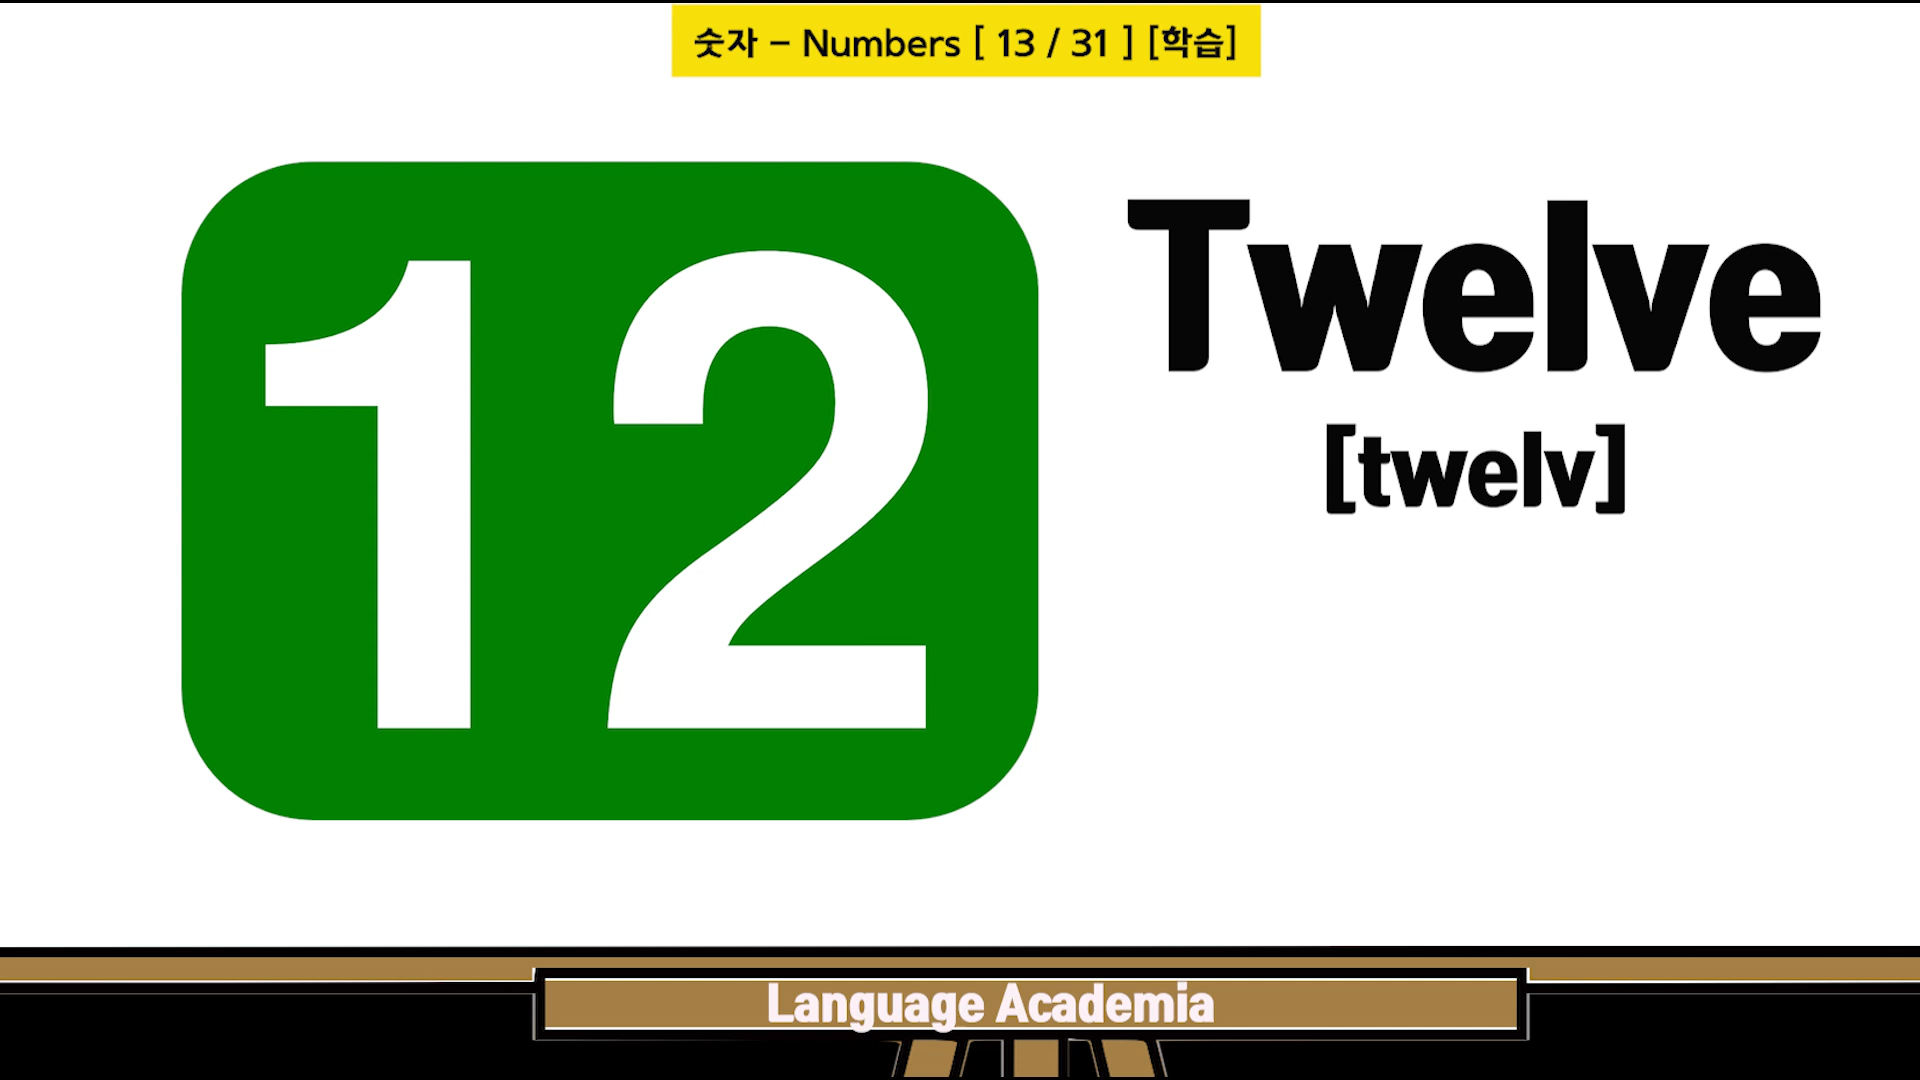 숫자 - Numbers [ 13 / 31 ] [학습]
12
Twelve
[twelv]
Language Academia